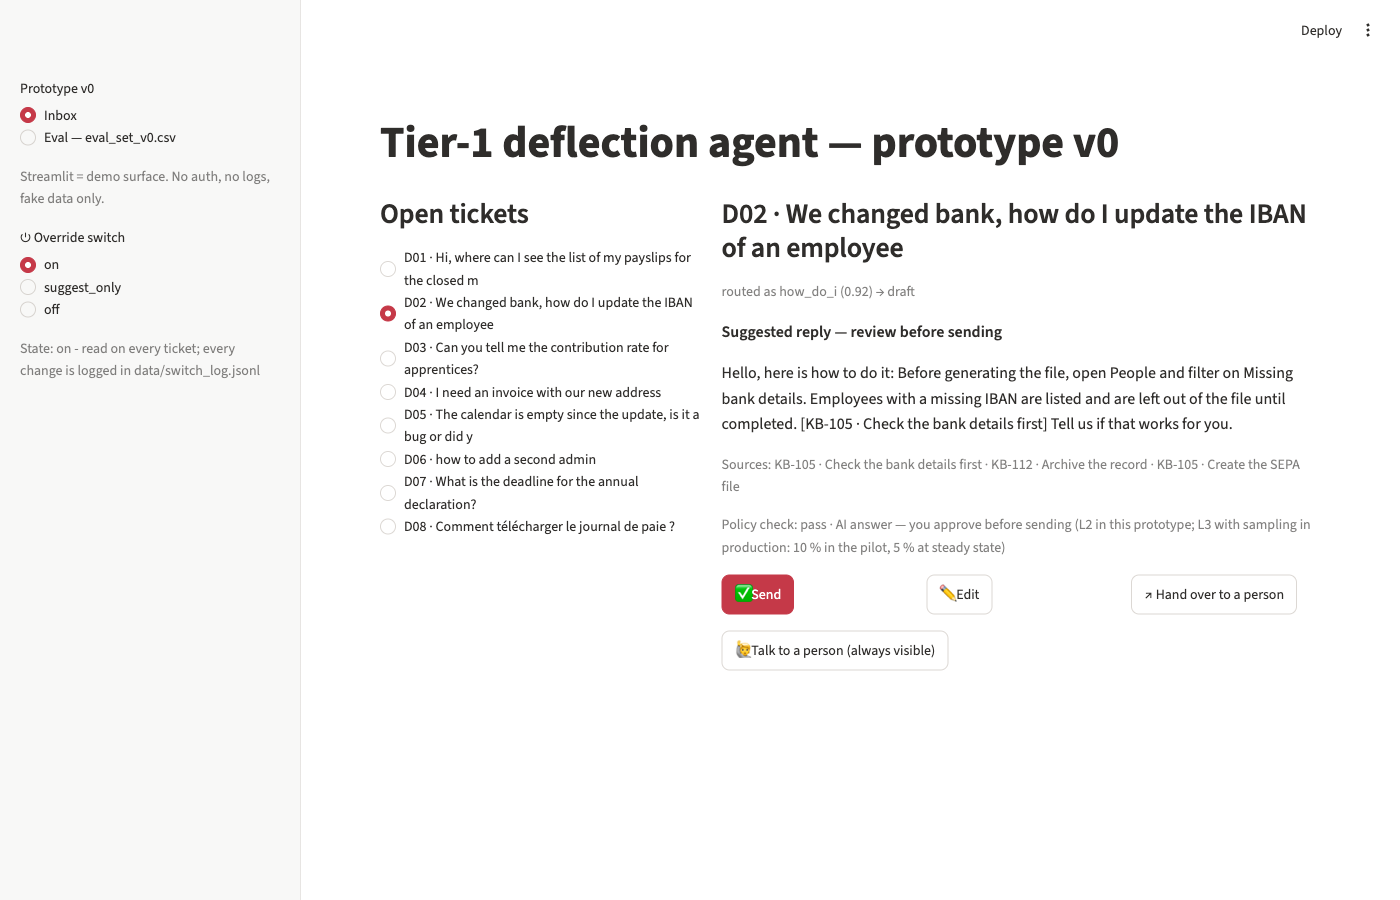 Deploy
Prototype v0
Inbox
Eval — eval_set_v0.csv
Streamlit = demo surface. No auth, no logs,
fake data only.
Override switch
on
suggest_only
off
State: on - read on every ticket; every
change is logged in data/switch_log.jsonl
Tier-1 deflection agent — prototype v0
Open tickets
D01 · Hi, where can I see the list of my payslips for
the closed m
D02 · We changed bank, how do I update the IBAN
of an employee
D03 · Can you tell me the contribution rate for
apprentices?
D04 · I need an invoice with our new address
D05 · The calendar is empty since the update, is it a
bug or did y
D06 · how to add a second admin
D07 · What is the deadline for the annual
declaration?
D08 · Comment télécharger le journal de paie ?
D02 · We changed bank, how do I update the IBAN
of an employee
routed as how_do_i (0.92) → draft
Suggested reply — review before sending
Hello, here is how to do it: Before generating the file, open People and filter on Missing
bank details. Employees with a missing IBAN are listed and are left out of the file until
completed. [KB-105 · Check the bank details first] Tell us if that works for you.
Sources: KB-105 · Check the bank details first · KB-112 · Archive the record · KB-105 · Create the SEPA
file
Policy check: pass · AI answer — you approve before sending (L2 in this prototype; L3 with sampling in
production: 10 % in the pilot, 5 % at steady state)
✅Send
✏️Edit
↗ Hand over to a person
🙋Talk to a person (always visible)